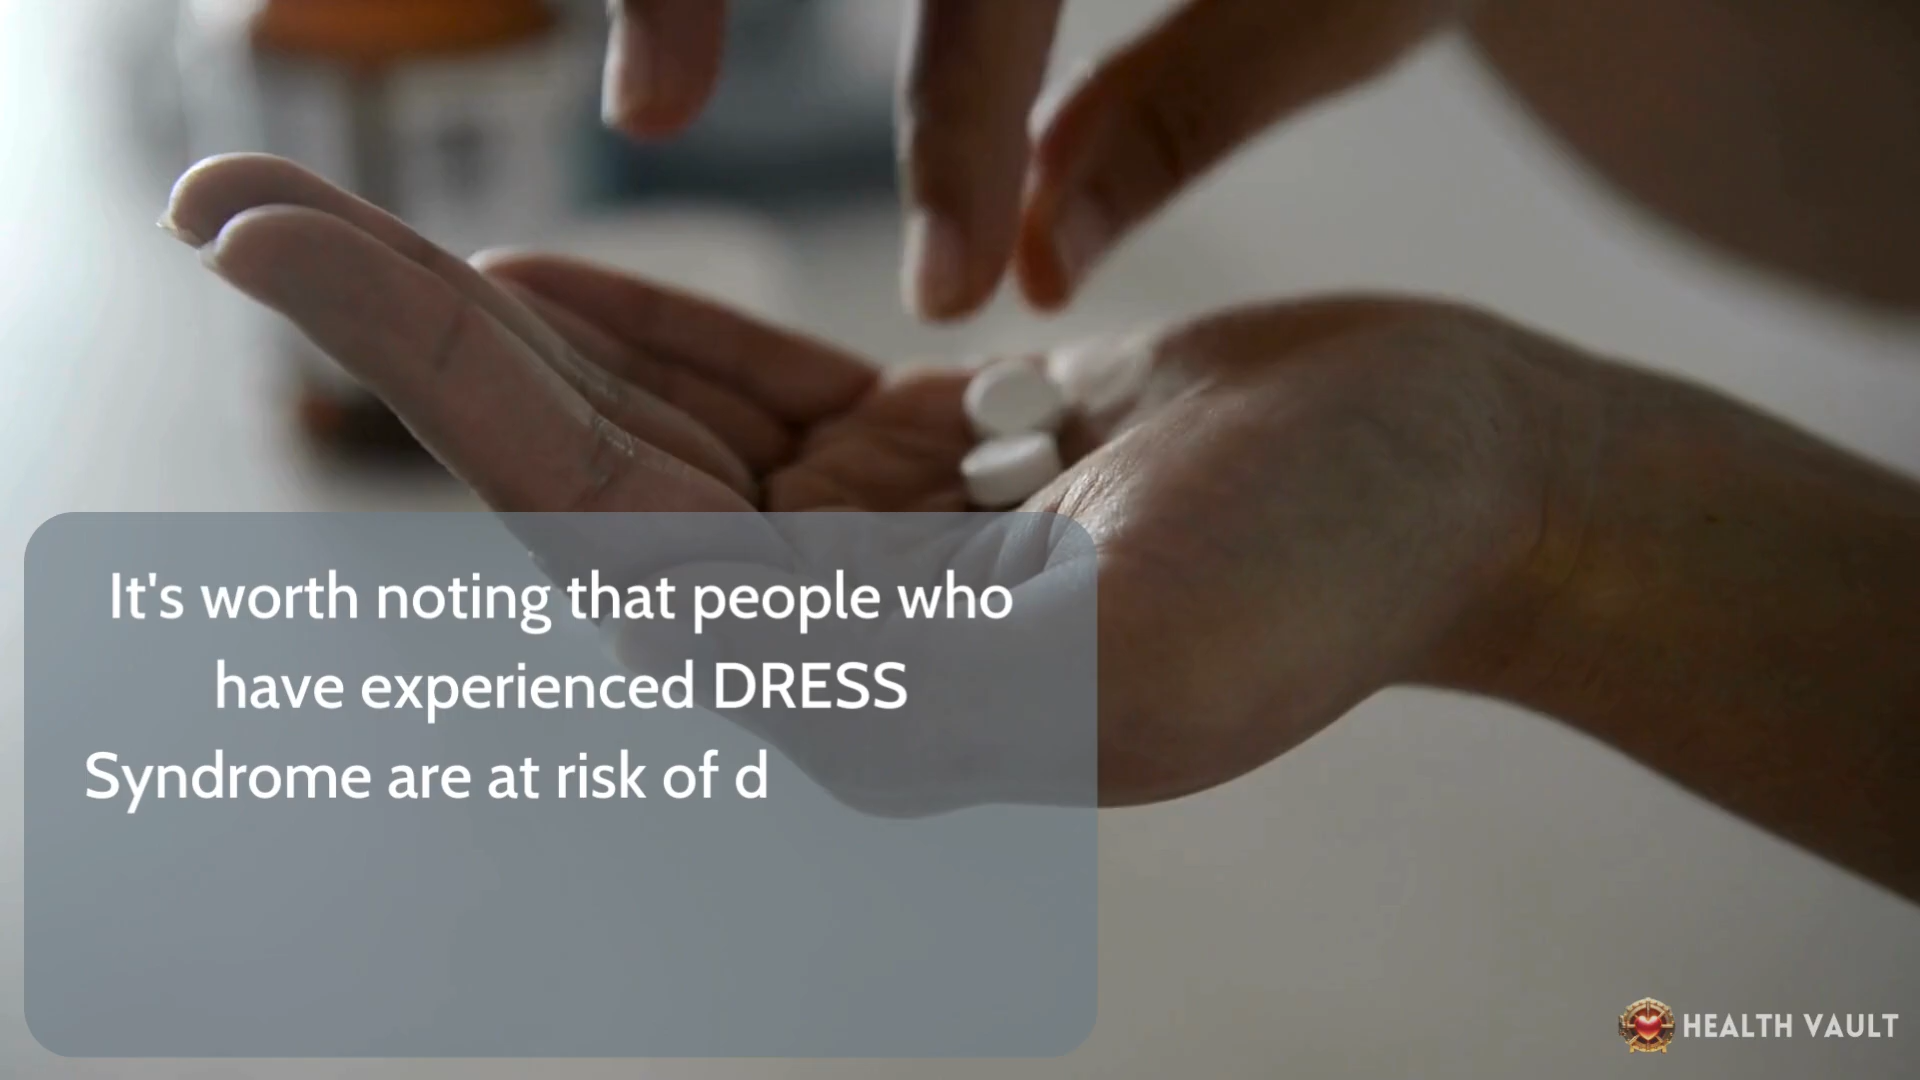 It's worth noting that people who
have experienced DRESS
Syndrome are at risk of d
HEALTH VAULT